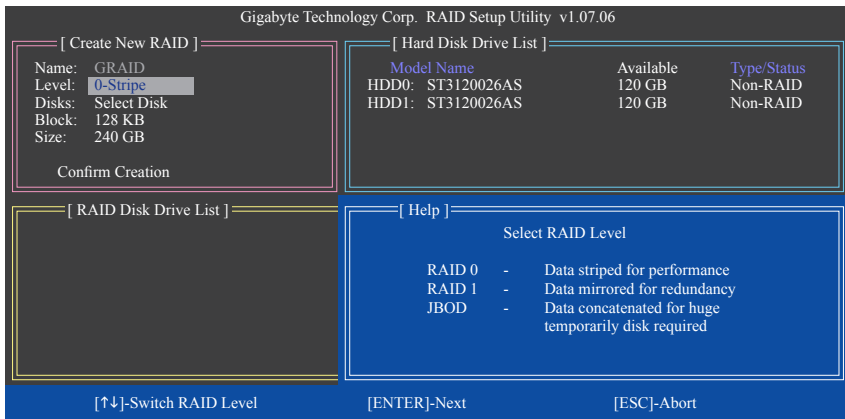 Gigabyte Technology Corp. RAID Setup Utility v1.07.06
[ Create New RAID ]
Name: GRAID
Level: 0-Stripe
Disks: Select Disk
Block: 128 KB
Size: 240 GB
Confirm Creation
[ Hard Disk Drive List ]
Model Name Available Type/Status
HDD0: ST3120026AS 120 GB Non-RAID
HDD1: ST3120026AS 120 GB Non-RAID
[ RAID Disk Drive List ]
[ Help ]
Select RAID Level
RAID 0 - Data striped for performance
RAID 1 - Data mirrored for redundancy
JBOD - Data concatenated for huge
temporarily disk required
[↑↓]-Switch RAID Level [ENTER]-Next [ESC]-Abort